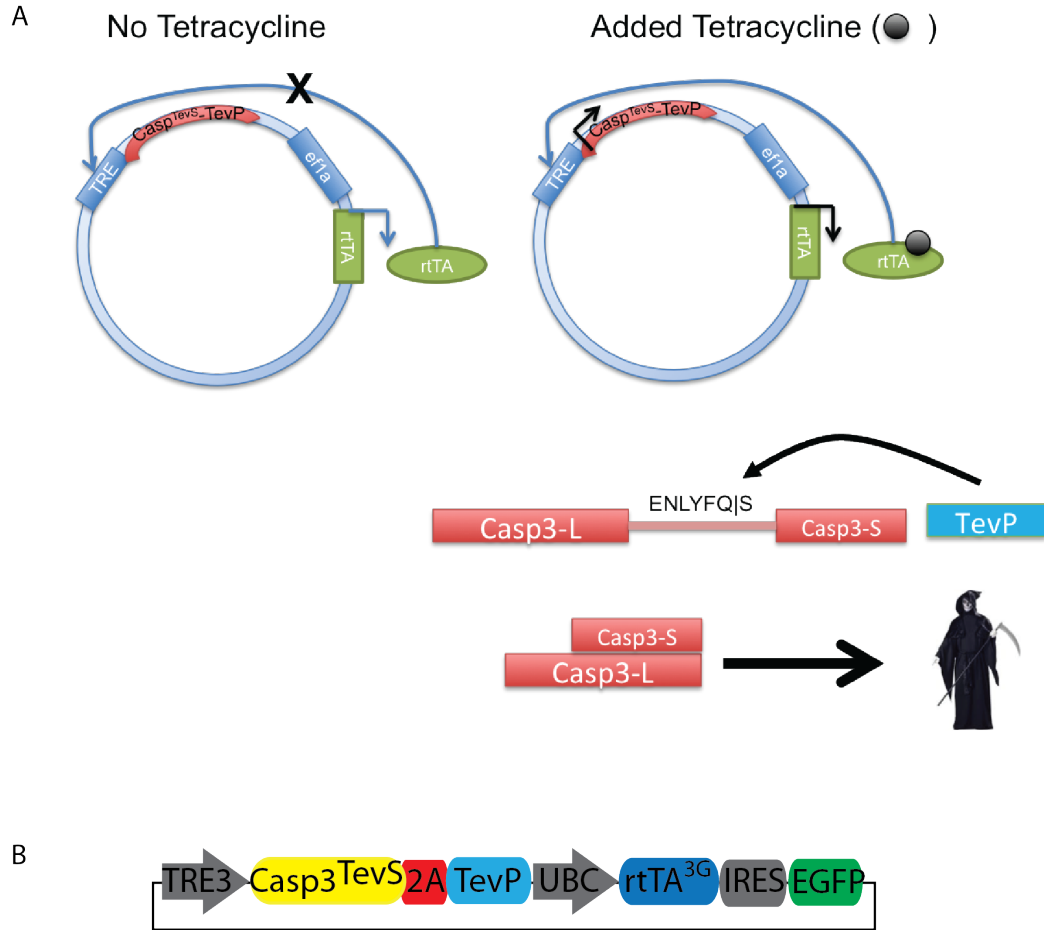 A
No Tetracycline
Added Tetracycline ( )
X
Casp^TevS-TevP
TRE
ef1a
rtTA
rtTA
Casp^TevS-TevP
TRE
ef1a
rtTA
rtTA
ENLYFQ|S
Casp3-L
Casp3-S
TevP
Casp3-S
Casp3-L
B
TRE3 Casp3^TevS 2A TevP UBC rtTA^3G IRES EGFP